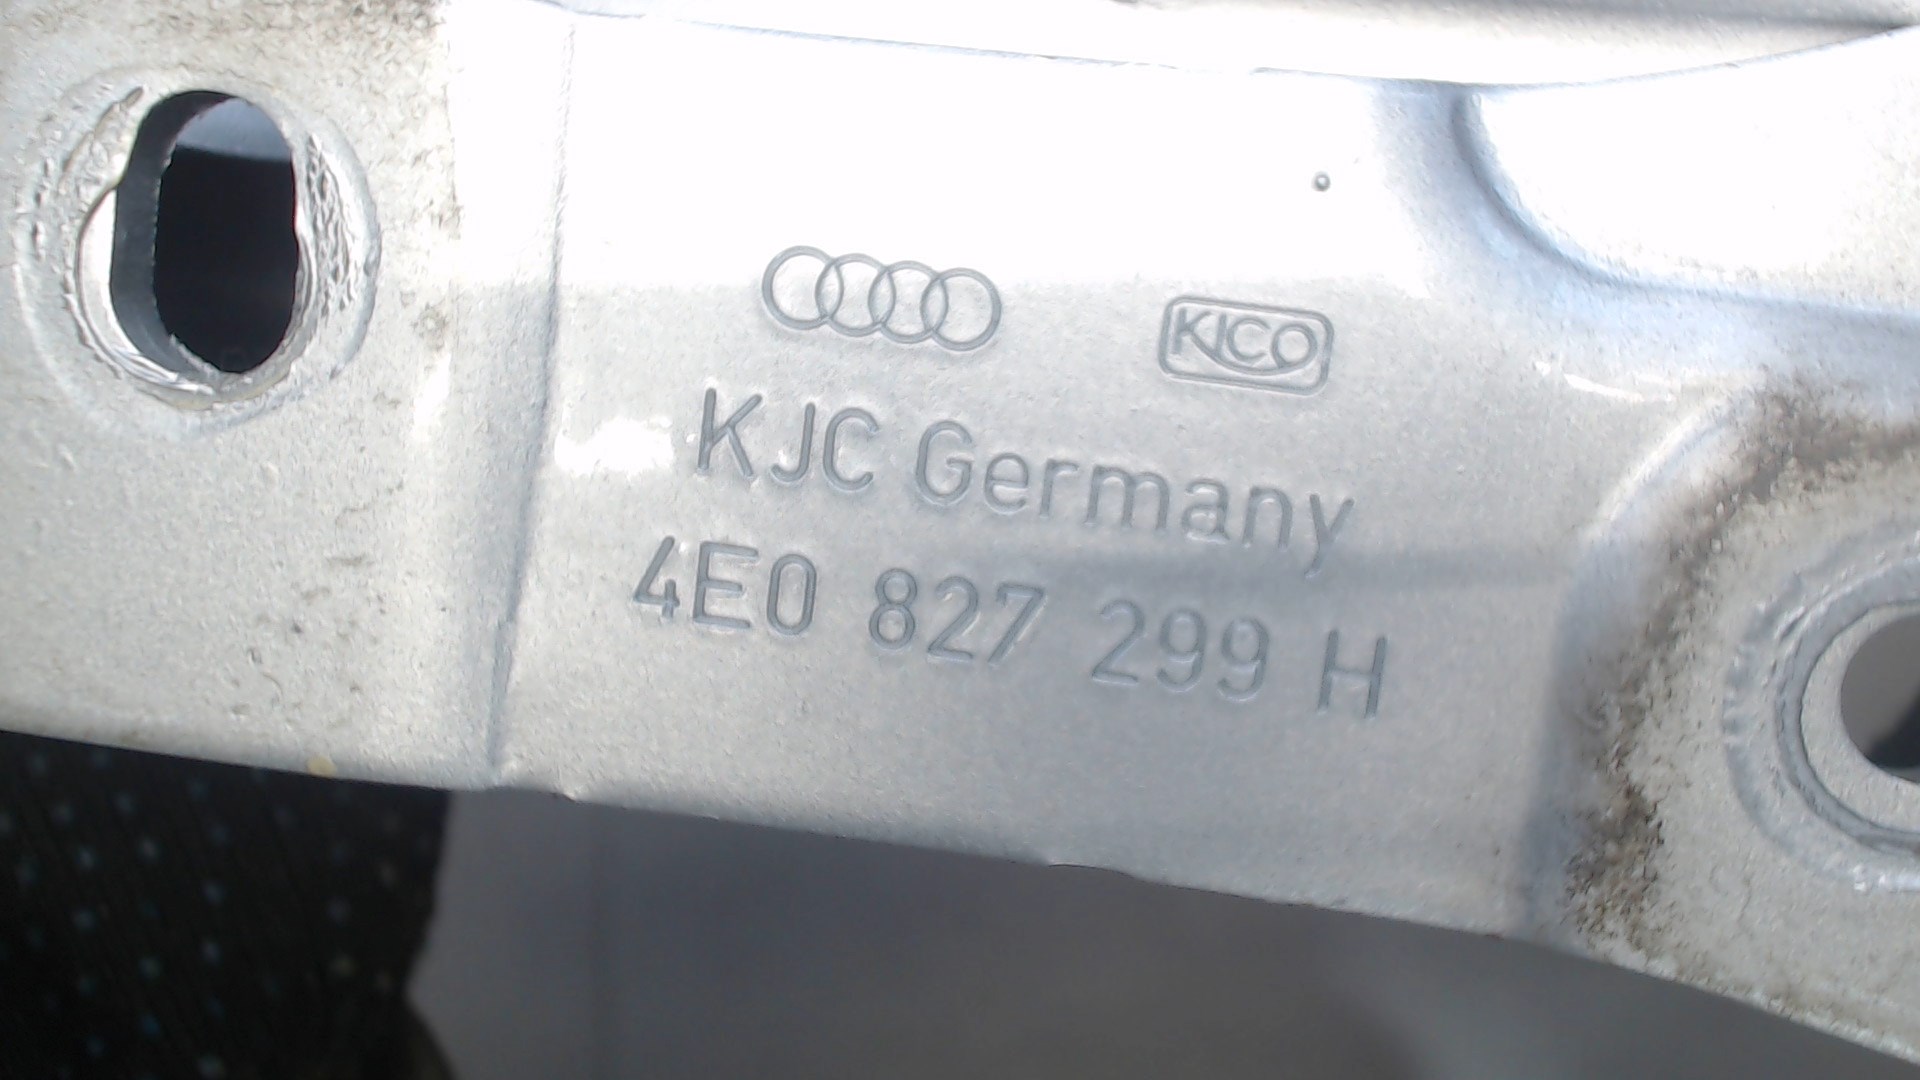 KICO
KJC Germany
4E0 827 299 H